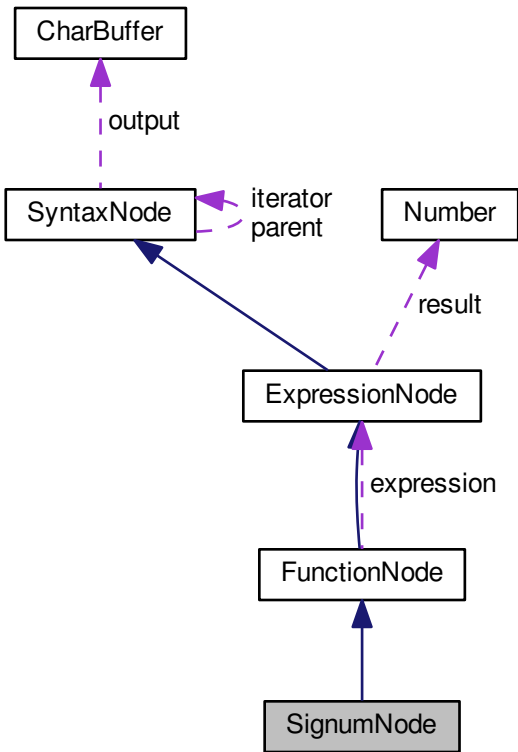 CharBuffer
output
SyntaxNode
iterator
parent
Number
result
ExpressionNode
expression
FunctionNode
SignumNode